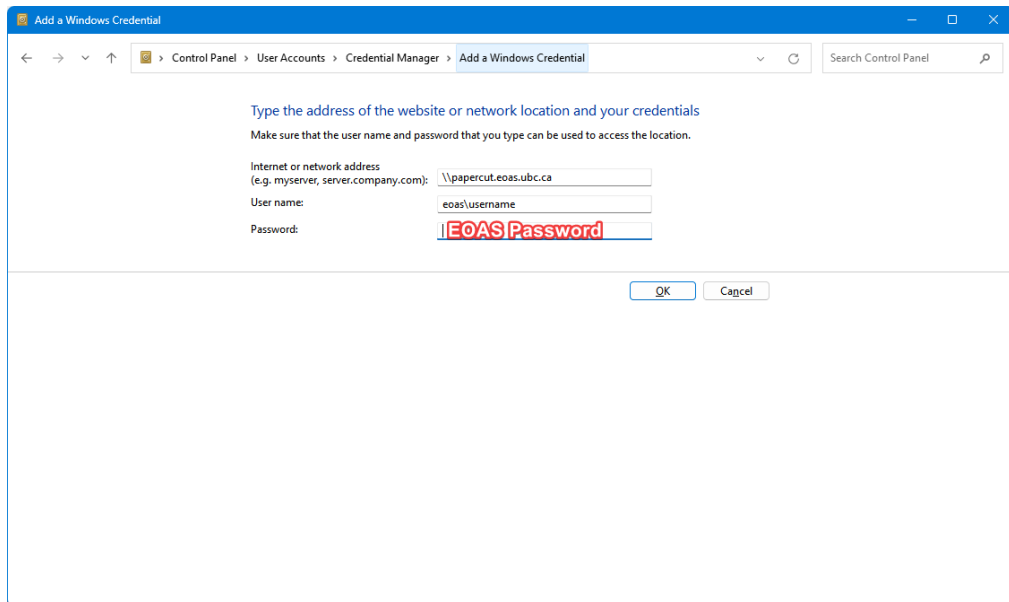 Add a Windows Credential
Control Panel > User Accounts > Credential Manager > Add a Windows Credential
Search Control Panel
Type the address of the website or network location and your credentials
Make sure that the user name and password that you type can be used to access the location.
Internet or network address
(e.g. myserver, server.company.com): \\papercut.eoas.ubc.ca
User name: eoas\username
Password: EOAS Password
OK Cancel